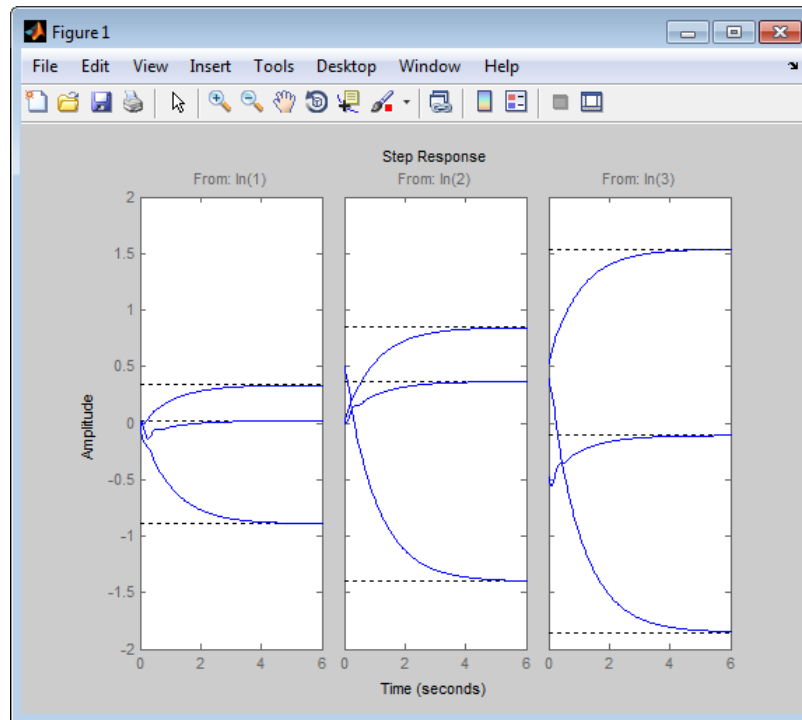 Figure 1
File Edit View Insert Tools Desktop Window Help
Step Response
From: In(1) From: In(2) From: In(3)
2
1.5
1
0.5
0
-0.5
-1
-1.5
-2
Amplitude
0 2 4 6 0 2 4 6 0 2 4 6
Time (seconds)